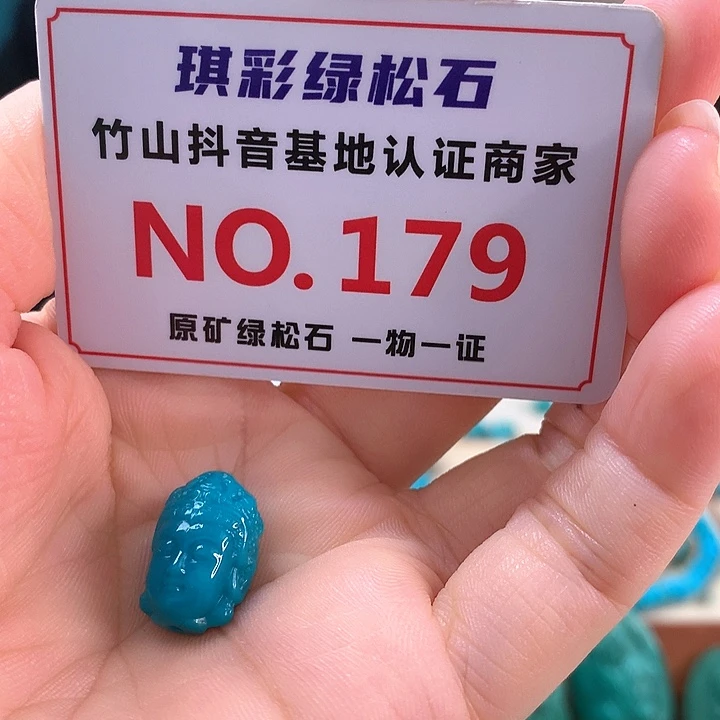 琪彩绿松石
竹山抖音基地认证商家
NO.179
原矿绿松石 一物一证